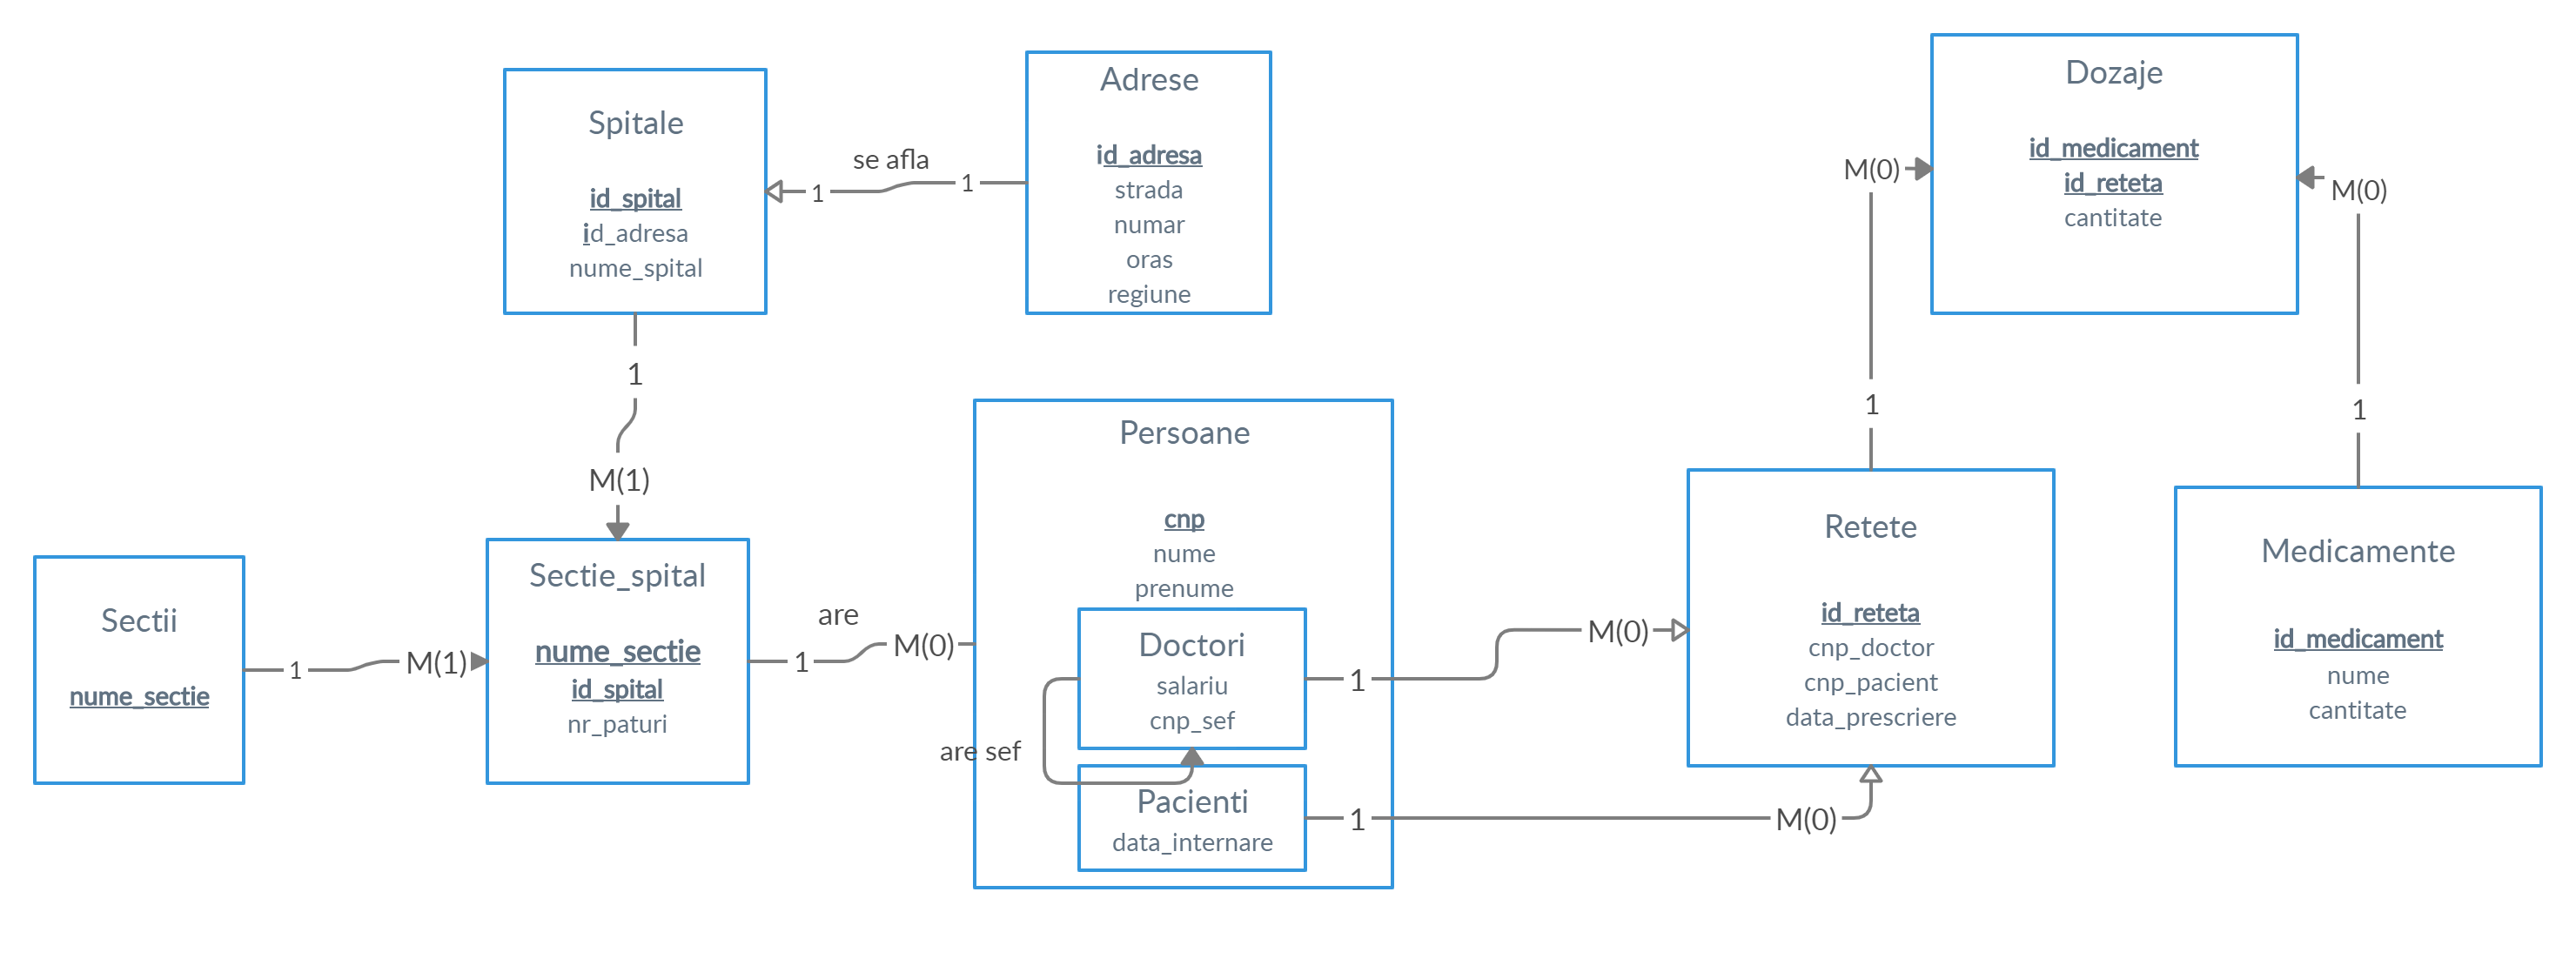 Spitale
id_spital
id_adresa
nume_spital
1
se afla
1
Adrese
id_adresa
strada
numar
oras
regiune
1
M(1)
Sectii
nume_sectie
1
M(1)
Sectie_spital
nume_sectie
id_spital
nr_paturi
1
are
M(0)
Persoane
cnp
nume
prenume
Doctori
salariu
cnp_sef
are sef
Pacienti
data_internare
1
M(0)
1
M(0)
Retete
id_reteta
cnp_doctor
cnp_pacient
data_prescriere
1
M(0)
Dozaje
id_medicament
id_reteta
cantitate
M(0)
1
Medicamente
id_medicament
nume
cantitate